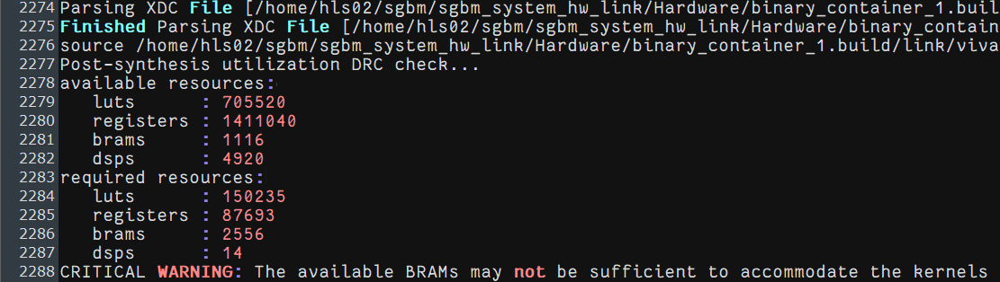 2274 Parsing XDC File [/home/hls02/sgbm/sgbm_system_hw_link/Hardware/binary_container_1.buil
2275 Finished Parsing XDC File [/home/hls02/sgbm/sgbm_system_hw_link/Hardware/binary_contain
2276 source /home/hls02/sgbm/sgbm_system_hw_link/Hardware/binary_container_1.build/link/viva
2277 Post-synthesis utilization DRC check...
2278 available resources:
2279    luts      : 705520
2280    registers : 1411040
2281    brams     : 1116
2282    dsps      : 4920
2283 required resources:
2284    luts      : 150235
2285    registers : 87693
2286    brams     : 2556
2287    dsps      : 14
2288 CRITICAL WARNING: The available BRAMs may not be sufficient to accommodate the kernels